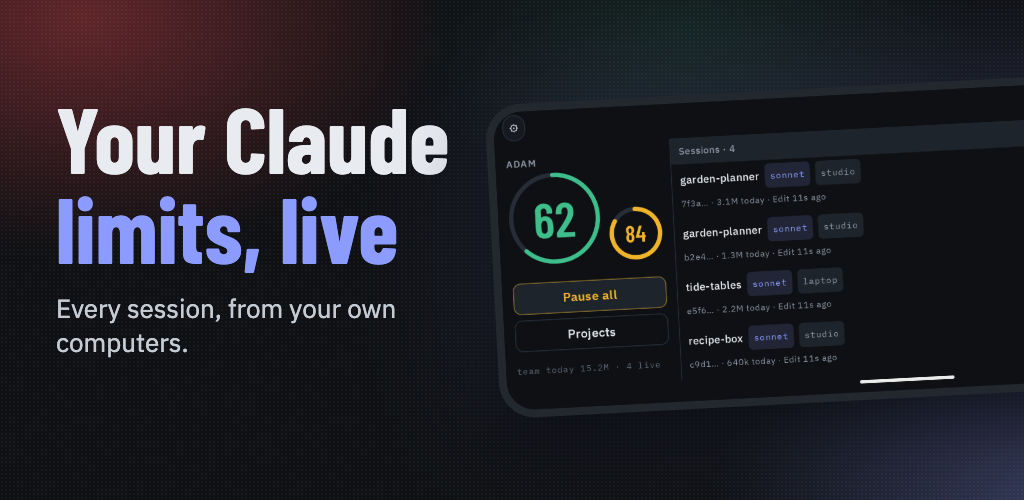 Your Claude
limits, live
Every session, from your own
computers.
ADAM
62
84
Pause all
Projects
team today 15.2M · 4 live
Sessions · 4
garden-planner sonnet studio
7f3a… · 3.1M today · Edit 11s ago
garden-planner sonnet studio
b2e4… · 1.3M today · Edit 11s ago
tide-tables sonnet laptop
e5f6… · 2.2M today · Edit 11s ago
recipe-box sonnet studio
c9d1… · 640k today · Edit 11s ago